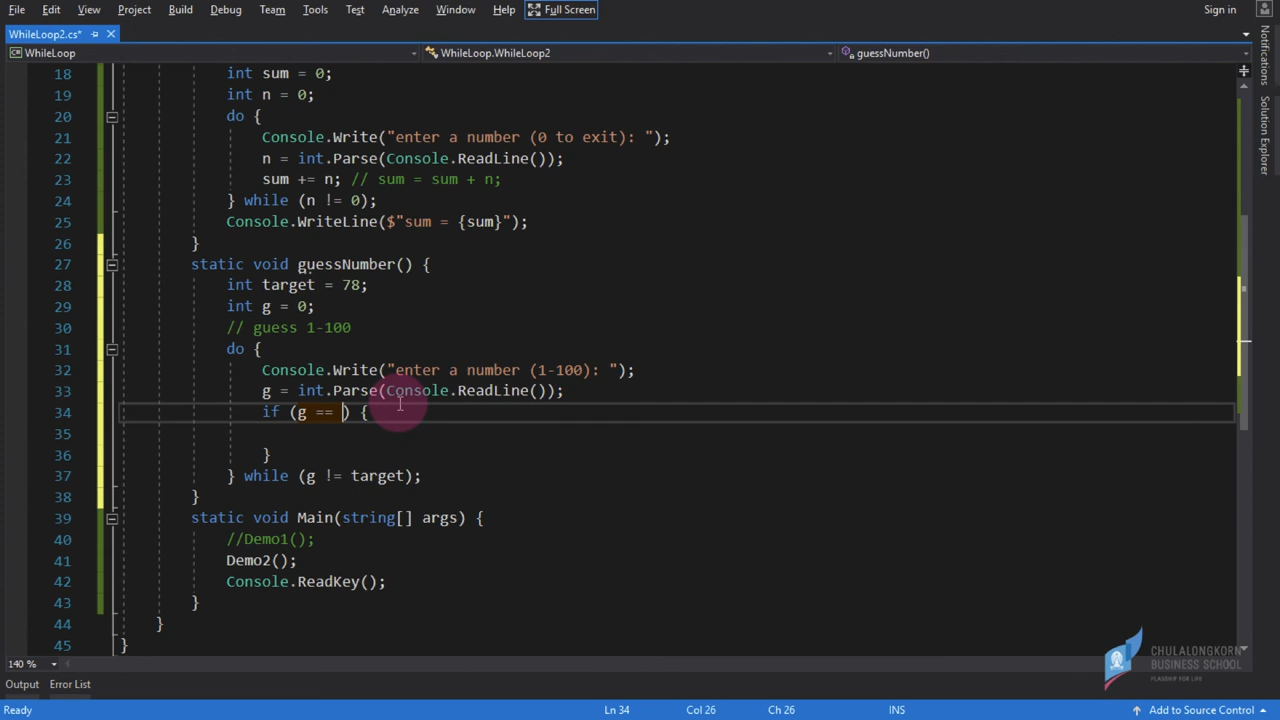 File Edit View Project Build Debug Team Tools Test Analyze Window Help Full Screen Sign in
WhileLoop2.cs*
WhileLoop WhileLoop.WhileLoop2 guessNumber()
18 int sum = 0;
19 int n = 0;
20 do {
21 Console.Write("enter a number (0 to exit): ");
22 n = int.Parse(Console.ReadLine());
23 sum += n; // sum = sum + n;
24 } while (n != 0);
25 Console.WriteLine($"sum = {sum}");
26 }
27 static void guessNumber() {
28 int target = 78;
29 int g = 0;
30 // guess 1-100
31 do {
32 Console.Write("enter a number (1-100): ");
33 g = int.Parse(Console.ReadLine());
34 if (g == ) {
35
36 }
37 } while (g != target);
38 }
39 static void Main(string[] args) {
40 //Demo1();
41 Demo2();
42 Console.ReadKey();
43 }
44 }
45 }
Notifications
Solution Explorer
CHULALONGKORN
BUSINESS SCHOOL
FLAGSHIP FOR LIFE
140 %
Output Error List
Ready Ln 34 Col 26 Ch 26 INS Add to Source Control